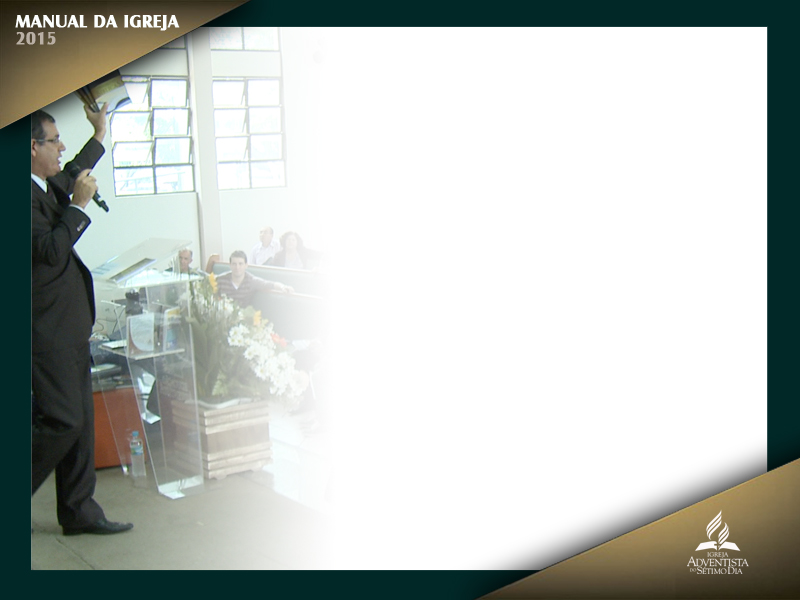 MANUAL DA IGREJA
2015
IGREJA
ADVENTISTA
DO SÉTIMO DIA